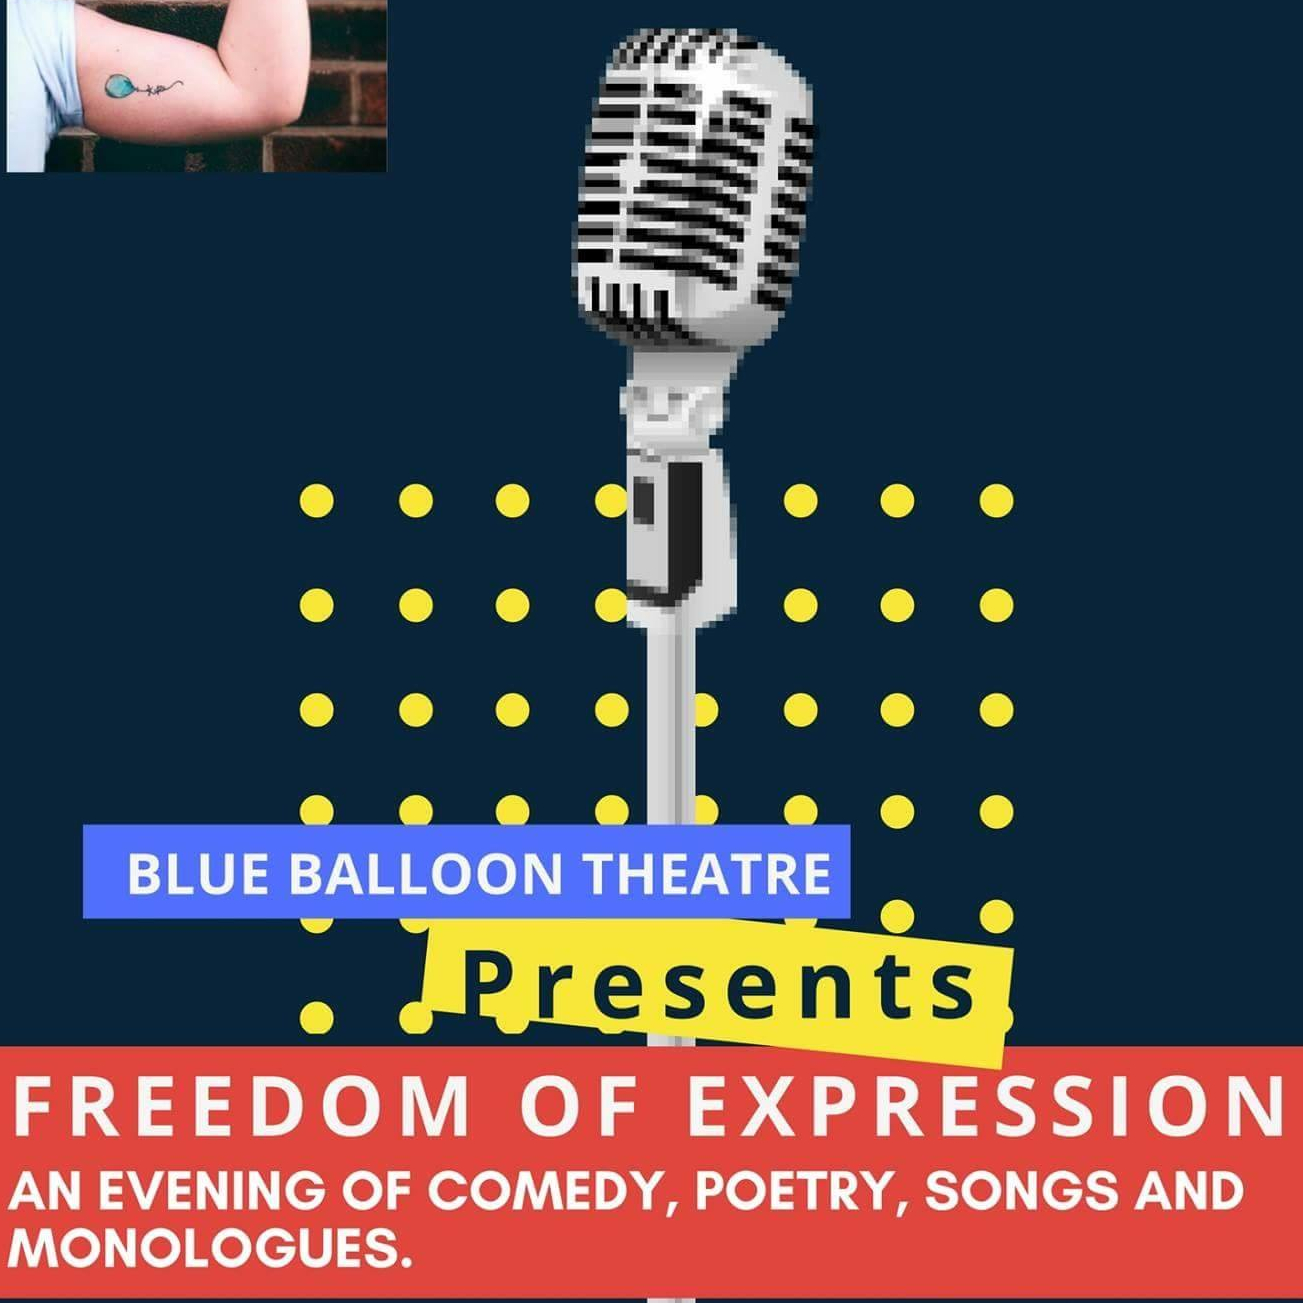 BLUE BALLOON THEATRE
Presents
FREEDOM OF EXPRESSION
AN EVENING OF COMEDY, POETRY, SONGS AND
MONOLOGUES.